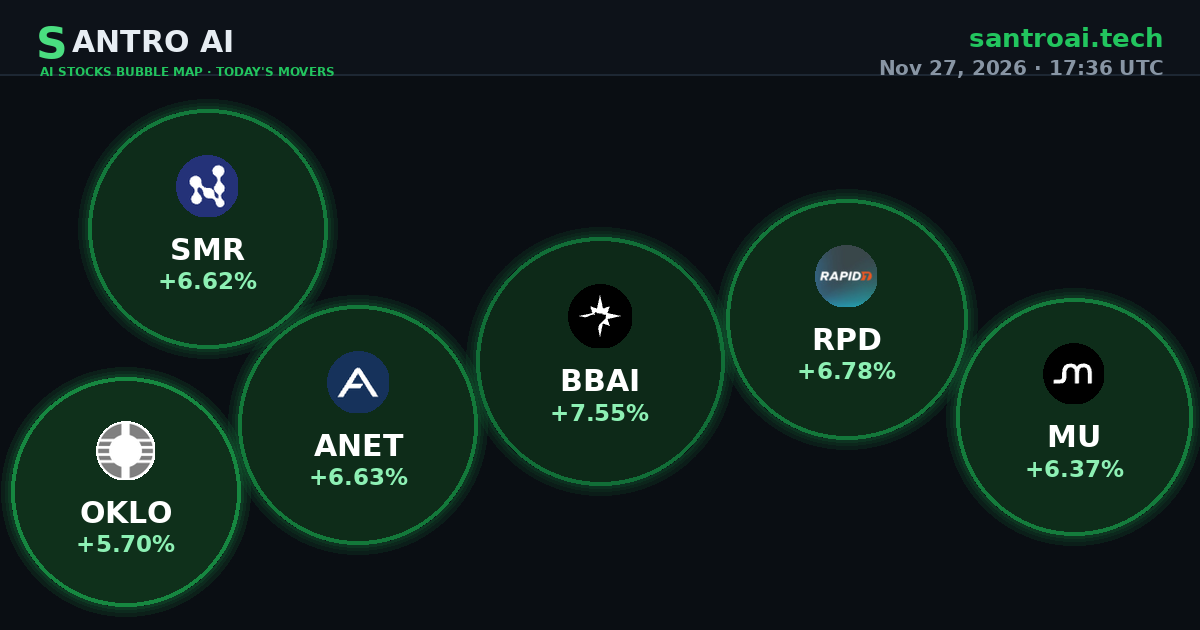 SANTRO AI
AI STOCKS BUBBLE MAP · TODAY'S MOVERS
santroai.tech
Nov 27, 2026 · 17:36 UTC
SMR
+6.62%
OKLO
+5.70%
ANET
+6.63%
BBAI
+7.55%
RAPID7
RPD
+6.78%
MU
+6.37%